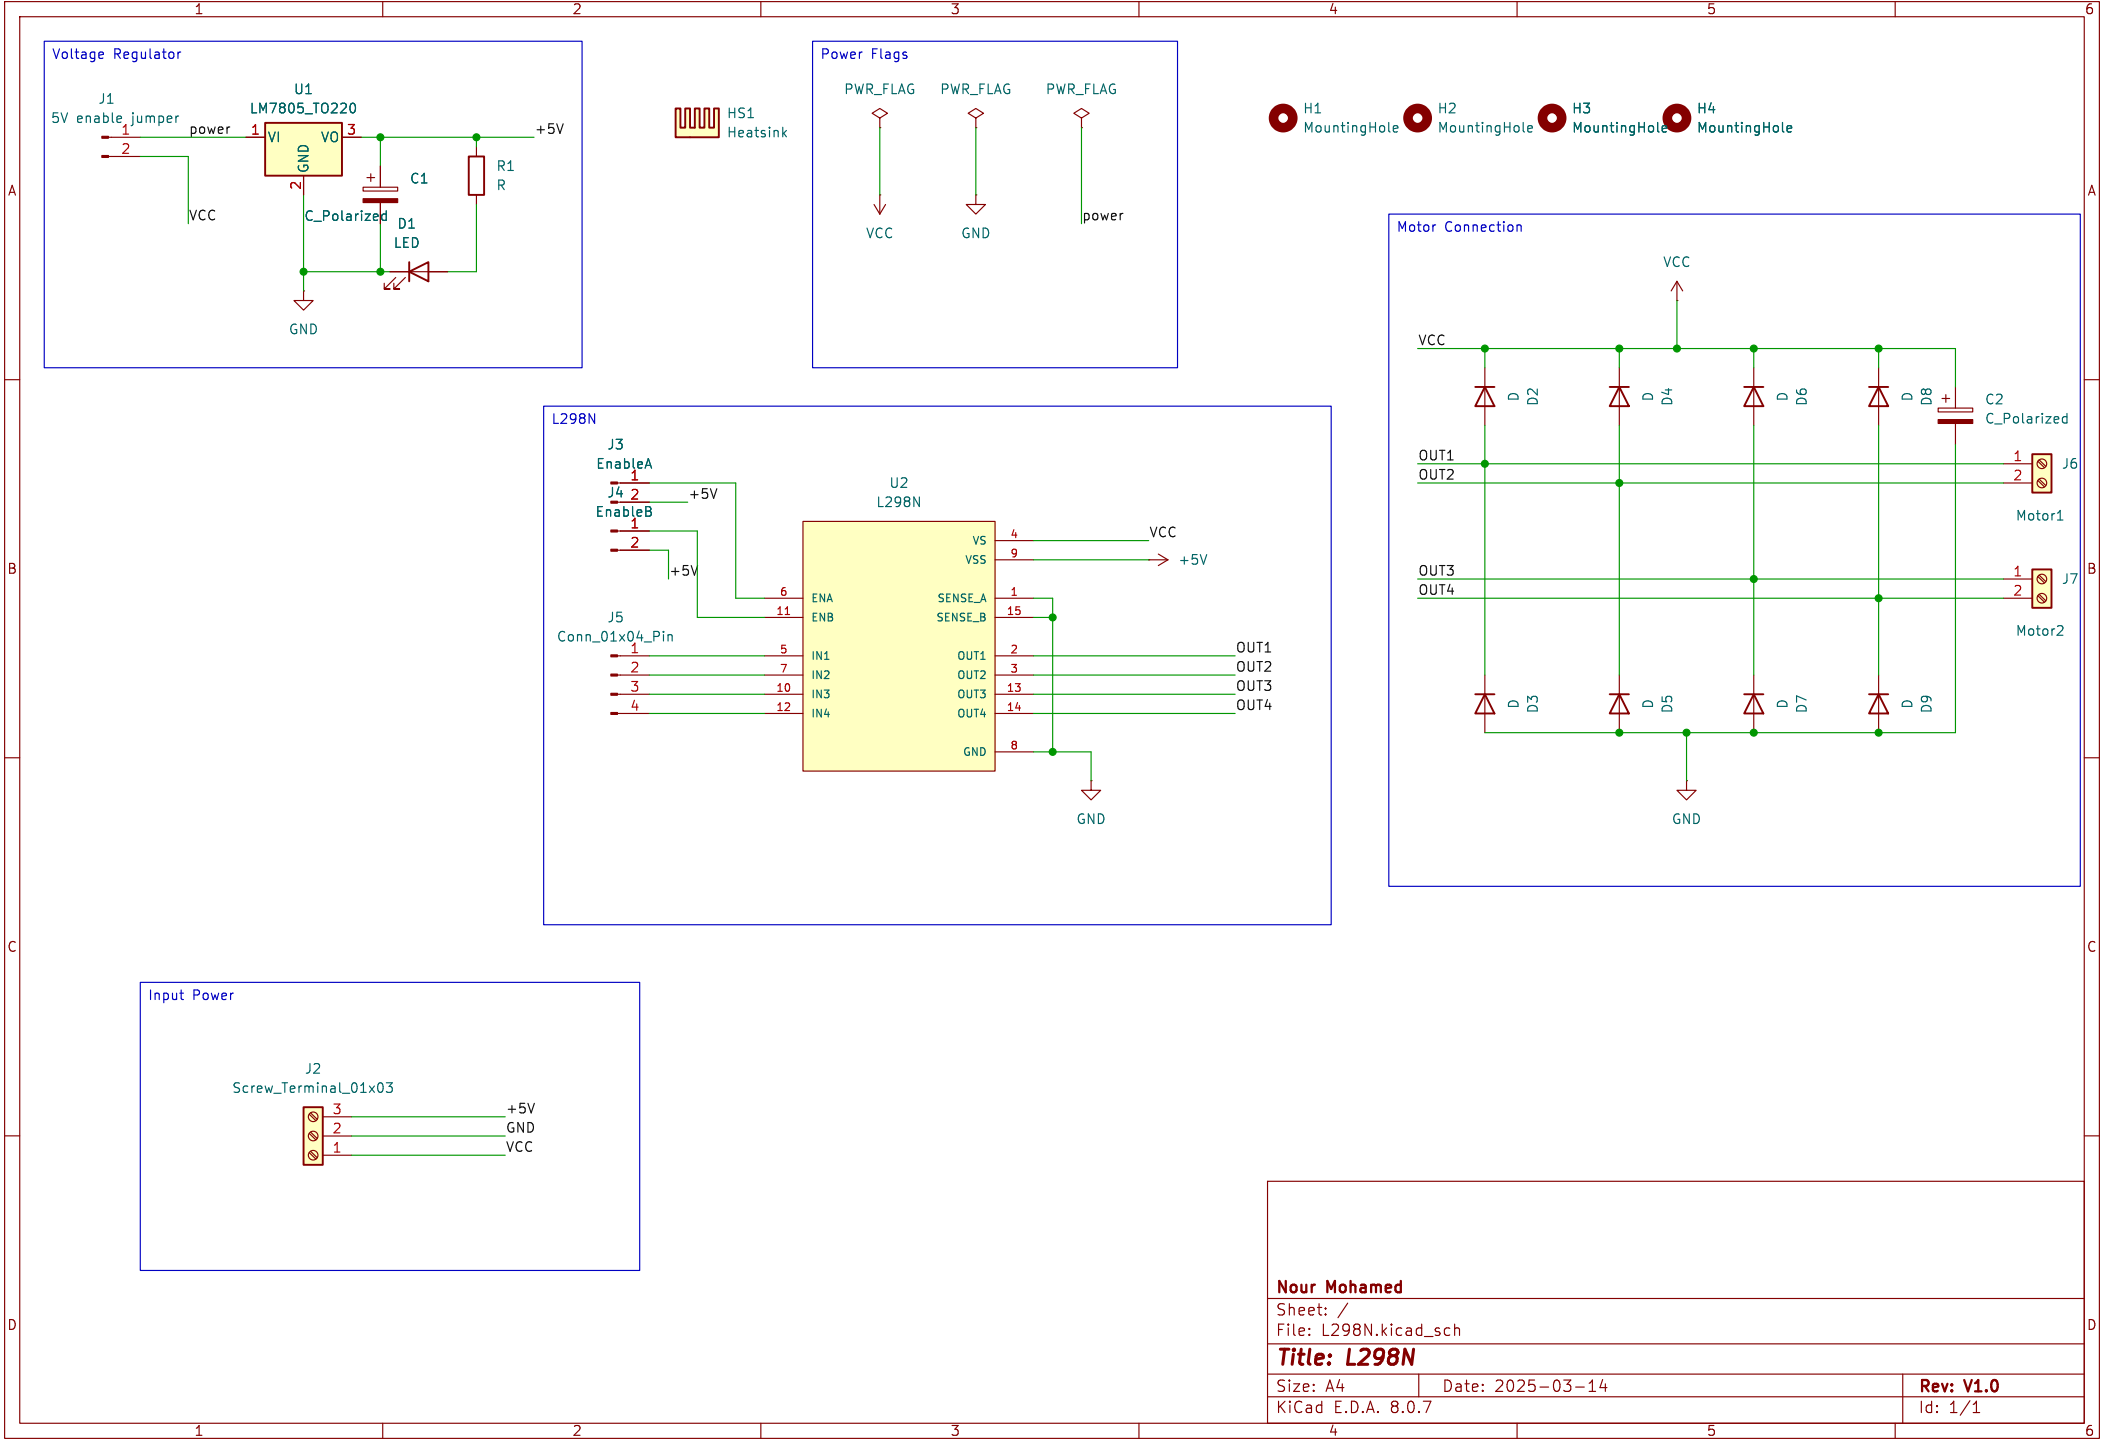 1 2 3 4 5 6
A
B
C
D
Voltage Regulator
J1
5V enable jumper
1
2
power
VCC
U1
LM7805_TO220
1 VI VO 3
GND
2
+5V
+
C1
C_Polarized
R1
R
D1
LED
GND
HS1
Heatsink
Power Flags
PWR_FLAG PWR_FLAG PWR_FLAG
VCC
GND
power
H1
MountingHole
H2
MountingHole
H3
MountingHole
H4
MountingHole
Motor Connection
VCC
VCC
D
D2
D
D4
D
D6
D
D8
+
C2
C_Polarized
OUT1
OUT2
1
2
J6
Motor1
OUT3
OUT4
1
2
J7
Motor2
D
D3
D
D5
D
D7
D
D9
GND
L298N
J3
EnableA
1
2
+5V
J4
EnableB
1
2
+5V
J5
Conn_01x04_Pin
1
2
3
4
U2
L298N
6 ENA
11 ENB
5 IN1
7 IN2
10 IN3
12 IN4
VS 4 VCC
VSS 9 +5V
SENSE_A 1
SENSE_B 15
OUT1 2 OUT1
OUT2 3 OUT2
OUT3 13 OUT3
OUT4 14 OUT4
GND 8
GND
Input Power
J2
Screw_Terminal_01x03
3 +5V
2 GND
1 VCC
Nour Mohamed
Sheet: /
File: L298N.kicad_sch
Title: L298N
Size: A4 Date: 2025-03-14 Rev: V1.0
KiCad E.D.A. 8.0.7 Id: 1/1
A
B
C
D
1 2 3 4 5 6